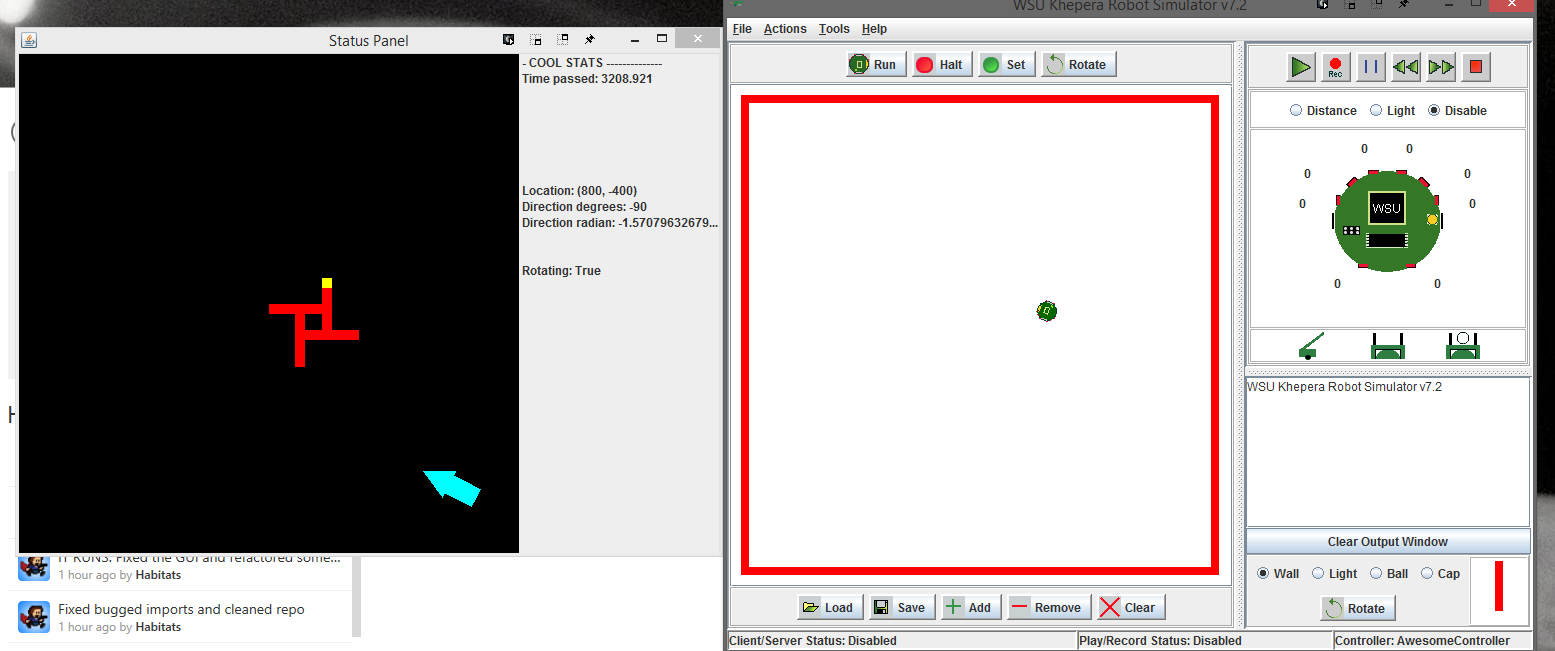 Status Panel
- COOL STATS --------------
Time passed: 3208.921
Location: (800, -400)
Direction degrees: -90
Direction radian: -1.57079632679...
Rotating: True
IT RUNS. Fixed the GUI and refactored some...
1 hour ago by Habitats
Fixed bugged imports and cleaned repo
1 hour ago by Habitats
WSU Khepera Robot Simulator v7.2
File Actions Tools Help
Run Halt Set Rotate
Rec
Distance Light Disable
0 0
0 0
0 0
WSU
0 0
WSU Khepera Robot Simulator v7.2
Clear Output Window
Wall Light Ball Cap
Rotate
Load Save Add Remove Clear
Client/Server Status: Disabled
Play/Record Status: Disabled
Controller: AwesomeController